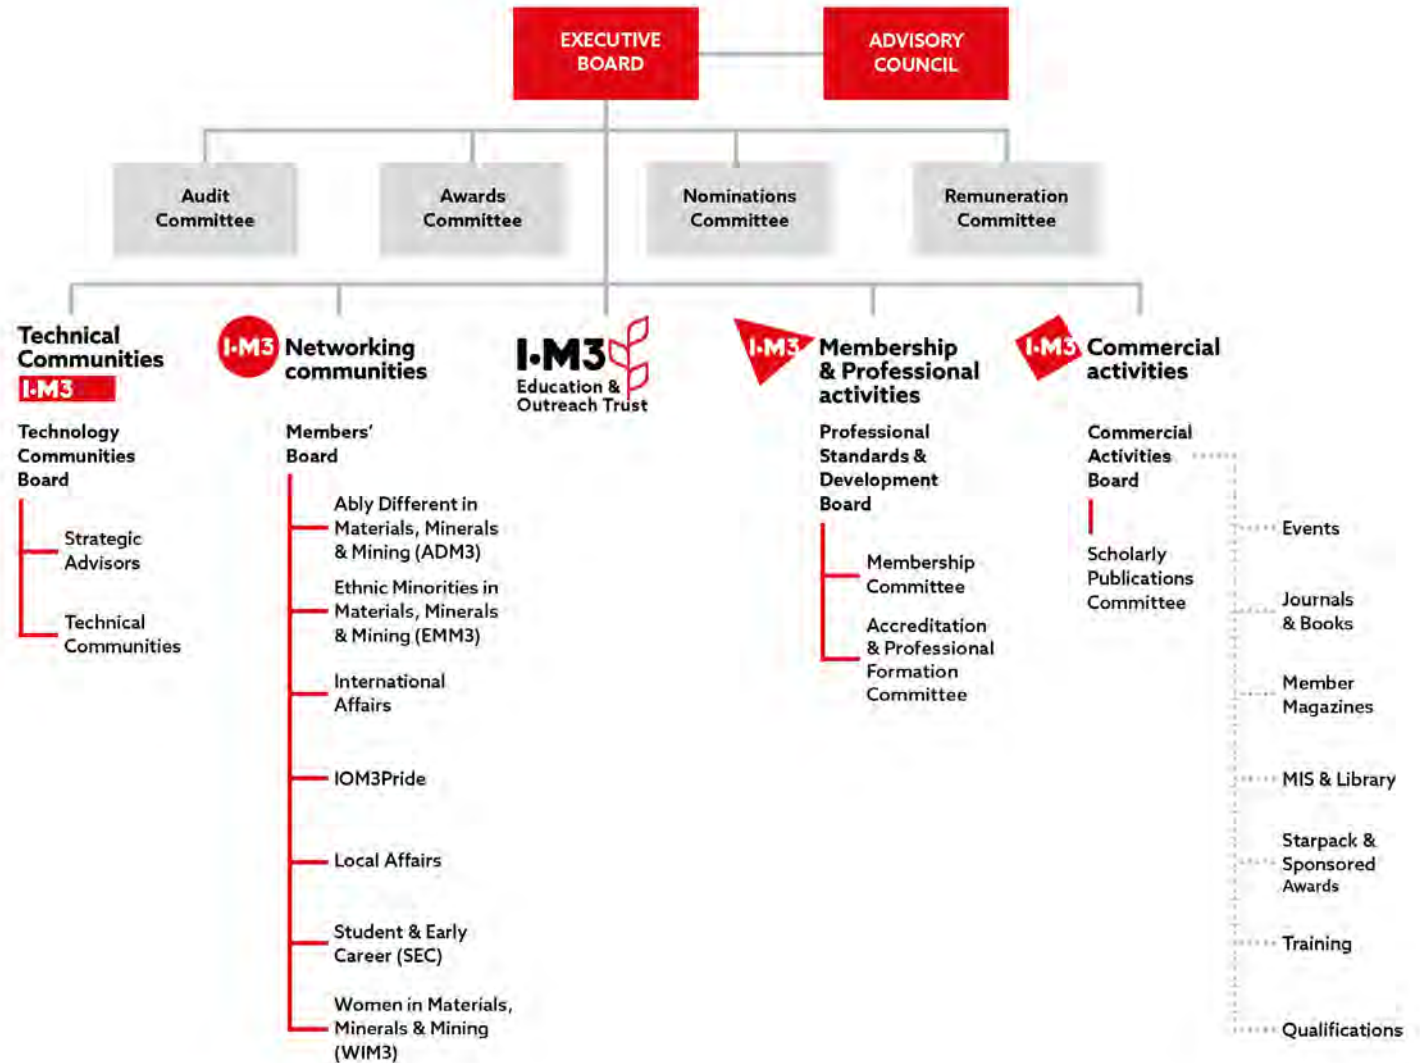 EXECUTIVE
BOARD
ADVISORY
COUNCIL
Audit
Committee
Awards
Committee
Nominations
Committee
Remuneration
Committee
Technical
Communities
I•M3
Technology
Communities
Board
Strategic
Advisors
Technical
Communities
I•M3
Networking
communities
Members'
Board
Ably Different in
Materials, Minerals
& Mining (ADM3)
Ethnic Minorities in
Materials, Minerals
& Mining (EMM3)
International
Affairs
IOM3Pride
Local Affairs
Student & Early
Career (SEC)
Women in Materials,
Minerals & Mining
(WIM3)
I•M3
Education &
Outreach Trust
I•M3
Membership
& Professional
activities
Professional
Standards &
Development
Board
Membership
Committee
Accreditation
& Professional
Formation
Committee
I•M3
Commercial
activities
Commercial
Activities
Board
Scholarly
Publications
Committee
Events
Journals
& Books
Member
Magazines
MIS & Library
Starpack &
Sponsored
Awards
Training
Qualifications